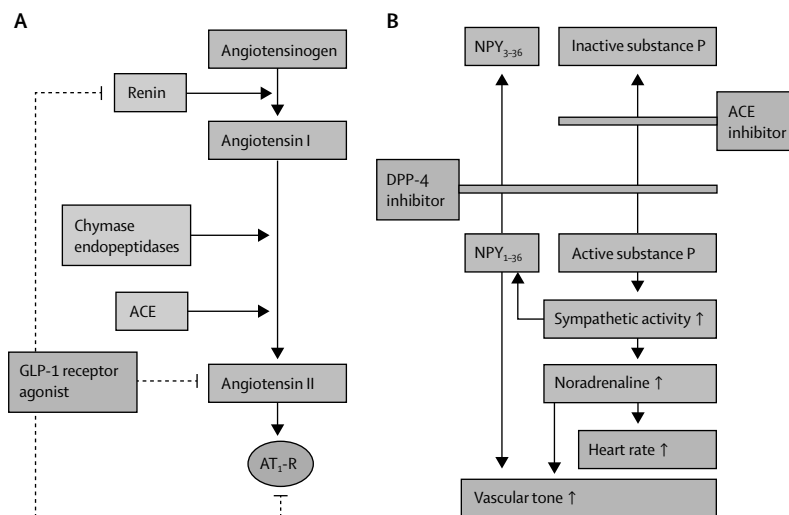 A
Angiotensinogen
Renin
Angiotensin I
Chymase
endopeptidases
ACE
GLP-1 receptor
agonist
Angiotensin II
AT₁-R
B
NPY₃₋₃₆
Inactive substance P
ACE
inhibitor
DPP-4
inhibitor
NPY₁₋₃₆
Active substance P
Sympathetic activity ↑
Noradrenaline ↑
Heart rate ↑
Vascular tone ↑